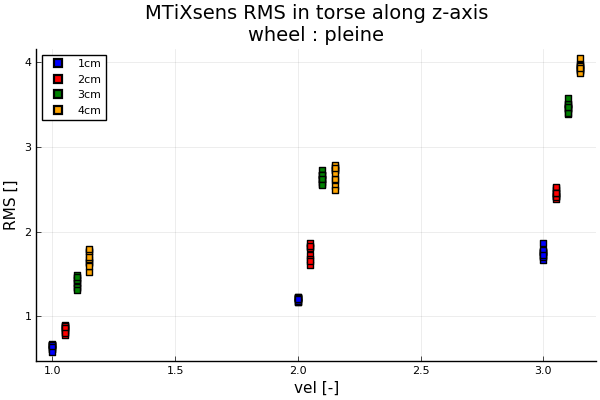 MTiXsens RMS in torse along z-axis
wheel : pleine
1cm
2cm
3cm
4cm
4
3
2
1
RMS []
1.0 1.5 2.0 2.5 3.0
vel [-]